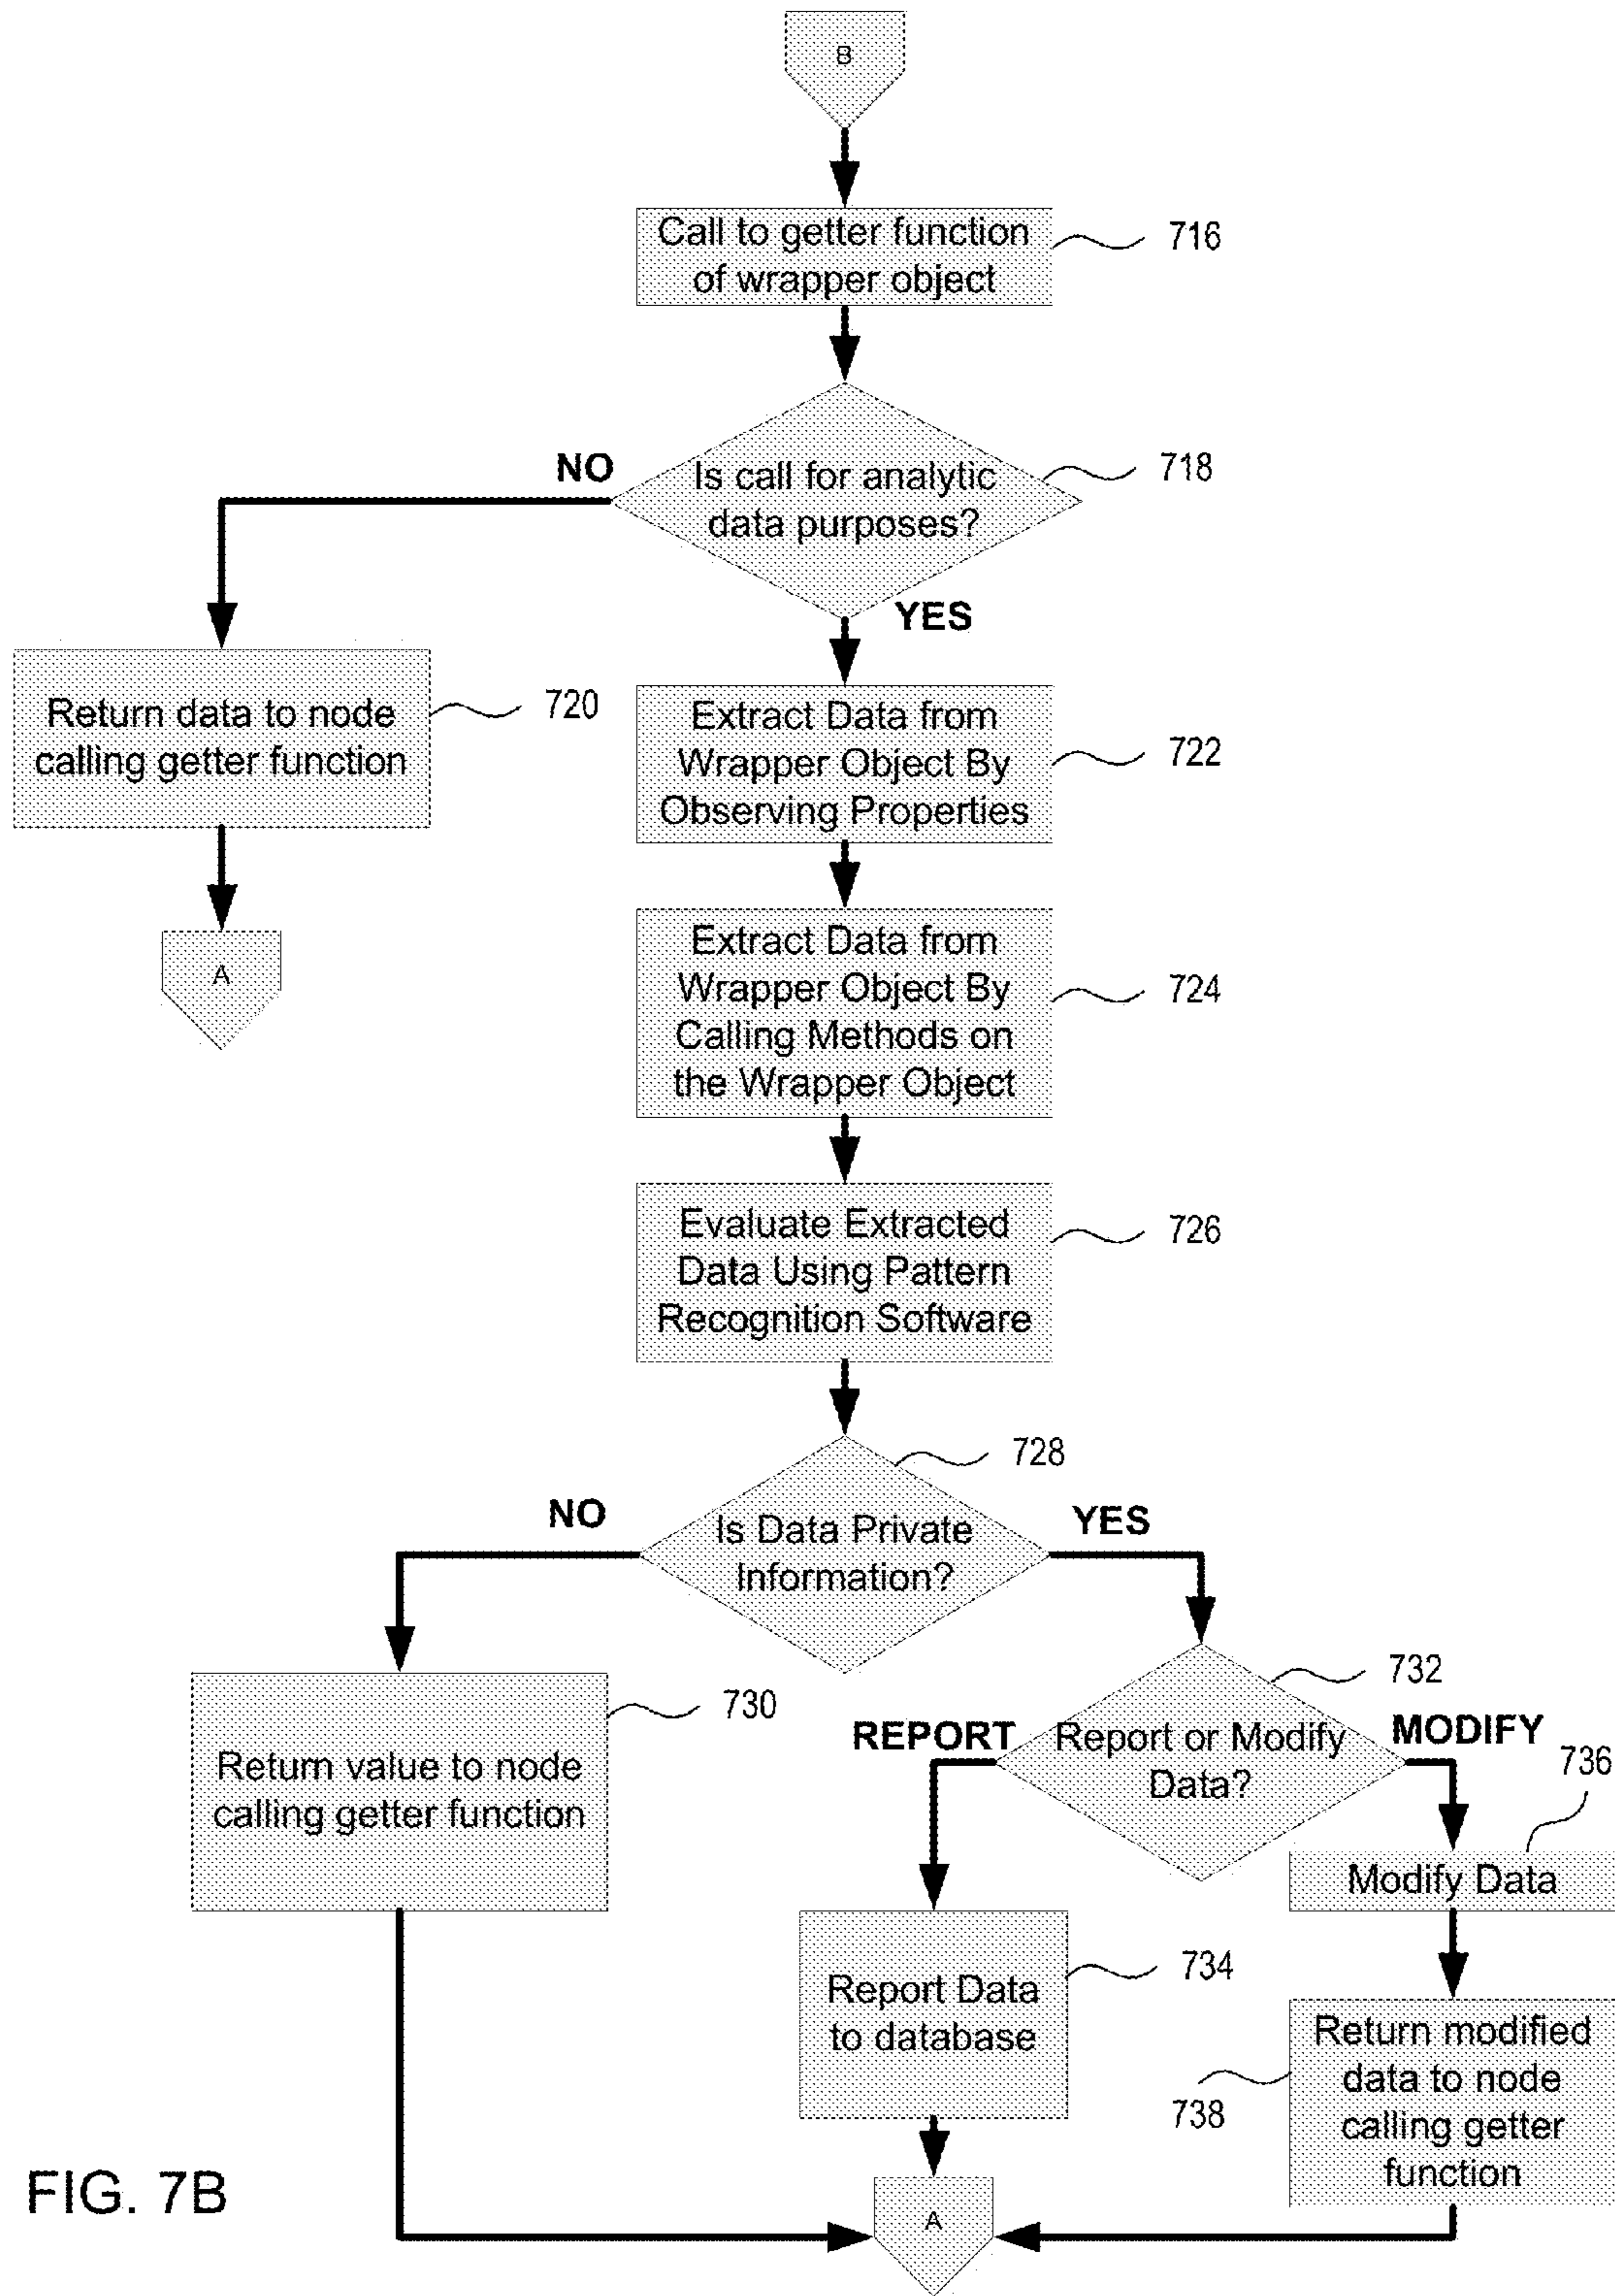 B
Call to getter function
of wrapper object
716
NO
Is call for analytic
data purposes?
718
YES
Return data to node
calling getter function
720
A
Extract Data from
Wrapper Object By
Observing Properties
722
Extract Data from
Wrapper Object By
Calling Methods on
the Wrapper Object
724
Evaluate Extracted
Data Using Pattern
Recognition Software
726
728
NO
Is Data Private
Information?
YES
Return value to node
calling getter function
730
732
REPORT
Report or Modify
Data?
MODIFY
736
Modify Data
Report Data
to database
734
Return modified
data to node
calling getter
function
738
A
FIG. 7B